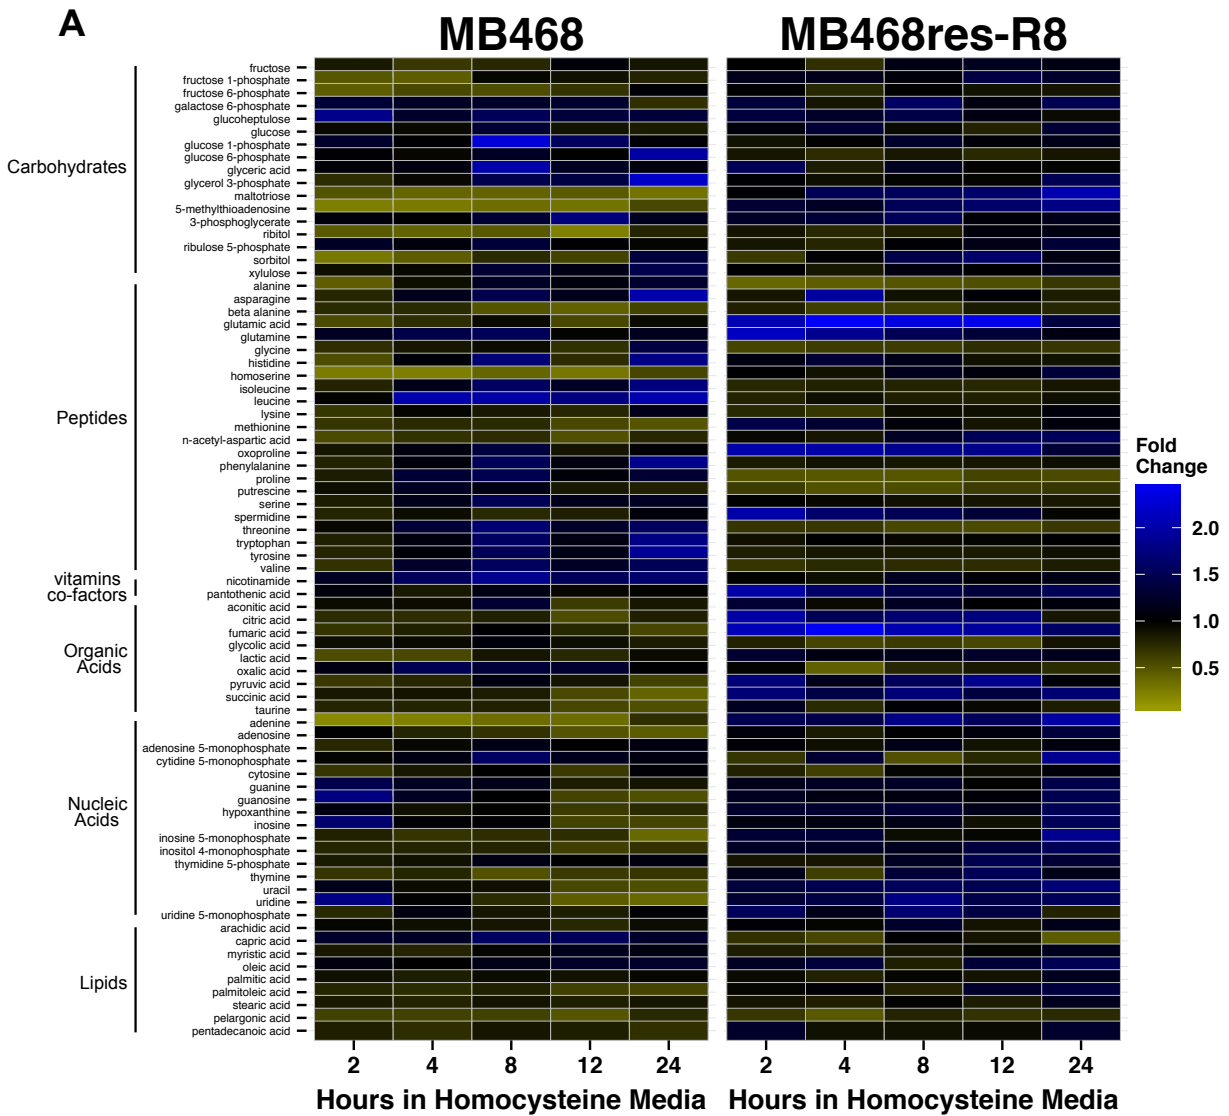 A
MB468
MB468res-R8
Carbohydrates
fructose
fructose 1-phosphate
fructose 6-phosphate
galactose 6-phosphate
glucoheptulose
glucose
glucose 1-phosphate
glucose 6-phosphate
glyceric acid
glycerol 3-phosphate
maltotriose
5-methylthioadenosine
3-phosphoglycerate
ribitol
ribulose 5-phosphate
sorbitol
xylulose
Peptides
alanine
asparagine
beta alanine
glutamic acid
glutamine
glycine
histidine
homoserine
isoleucine
leucine
lysine
methionine
n-acetyl-aspartic acid
oxoproline
phenylalanine
proline
putrescine
serine
spermidine
threonine
tryptophan
tyrosine
valine
vitamins
co-factors
nicotinamide
pantothenic acid
Organic
Acids
aconitic acid
citric acid
fumaric acid
glycolic acid
lactic acid
oxalic acid
pyruvic acid
succinic acid
taurine
Nucleic
Acids
adenine
adenosine
adenosine 5-monophosphate
cytidine 5-monophosphate
cytosine
guanine
guanosine
hypoxanthine
inosine
inosine 5-monophosphate
inositol 4-monophosphate
thymidine 5-phosphate
thymine
uracil
uridine
uridine 5-monophosphate
Lipids
arachidic acid
capric acid
myristic acid
oleic acid
palmitic acid
palmitoleic acid
stearic acid
pelargonic acid
pentadecanoic acid
2 4 8 12 24
2 4 8 12 24
Hours in Homocysteine Media
Hours in Homocysteine Media
Fold
Change
2.0
1.5
1.0
0.5